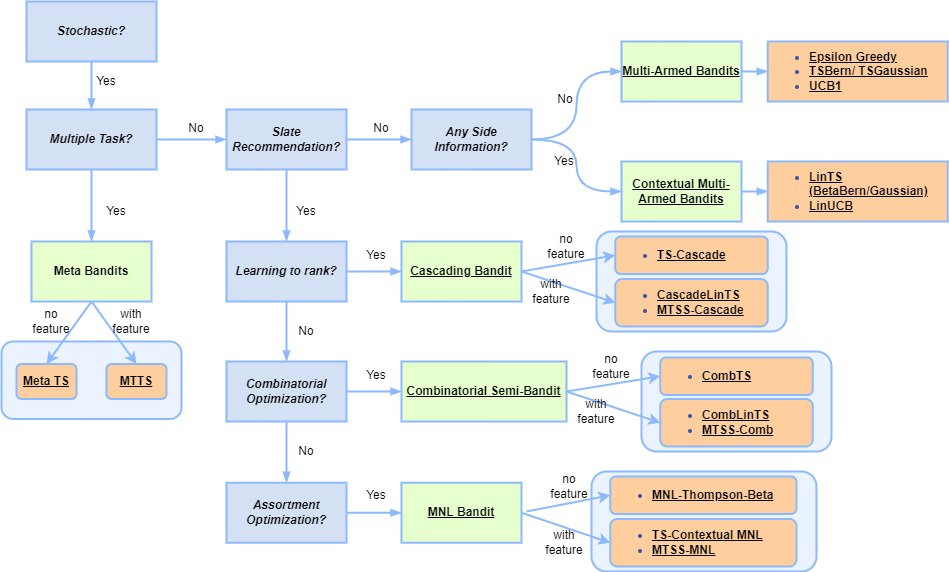 Stochastic?
Yes
Multiple Task?
No
Slate
Recommendation?
No
Any Side
Information?
No
Multi-Armed Bandits
Epsilon Greedy
TSBern/ TSGaussian
UCB1
Yes
Contextual Multi-
Armed Bandits
LinTS
(BetaBern/Gaussian)
LinUCB
Yes
Meta Bandits
no
feature
with
feature
Meta TS
MTTS
Yes
Learning to rank?
Yes
Cascading Bandit
no
feature
TS-Cascade
with
feature
CascadeLinTS
MTSS-Cascade
No
Combinatorial
Optimization?
Yes
Combinatorial Semi-Bandit
no
feature
CombTS
with
feature
CombLinTS
MTSS-Comb
No
Assortment
Optimization?
Yes
MNL Bandit
no
feature
MNL-Thompson-Beta
with
feature
TS-Contextual MNL
MTSS-MNL